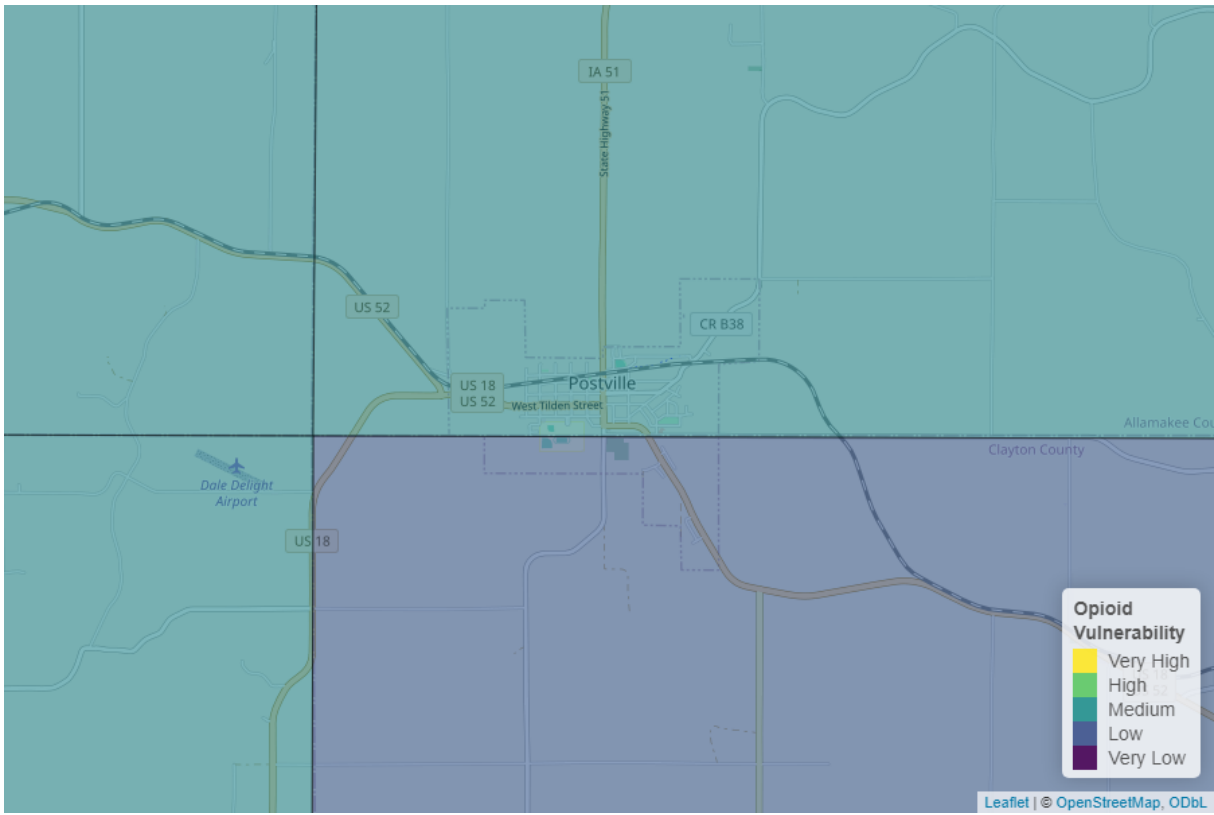 IA 51
State Highway 51
US 52
CR B38
US 18
US 52
Postville
West Tilden Street
Allamakee Cou
Clayton County
Dale Delight
Airport
US 18
Opioid
Vulnerability
Very High
High
Medium
Low
Very Low
Leaflet | © OpenStreetMap, ODbL